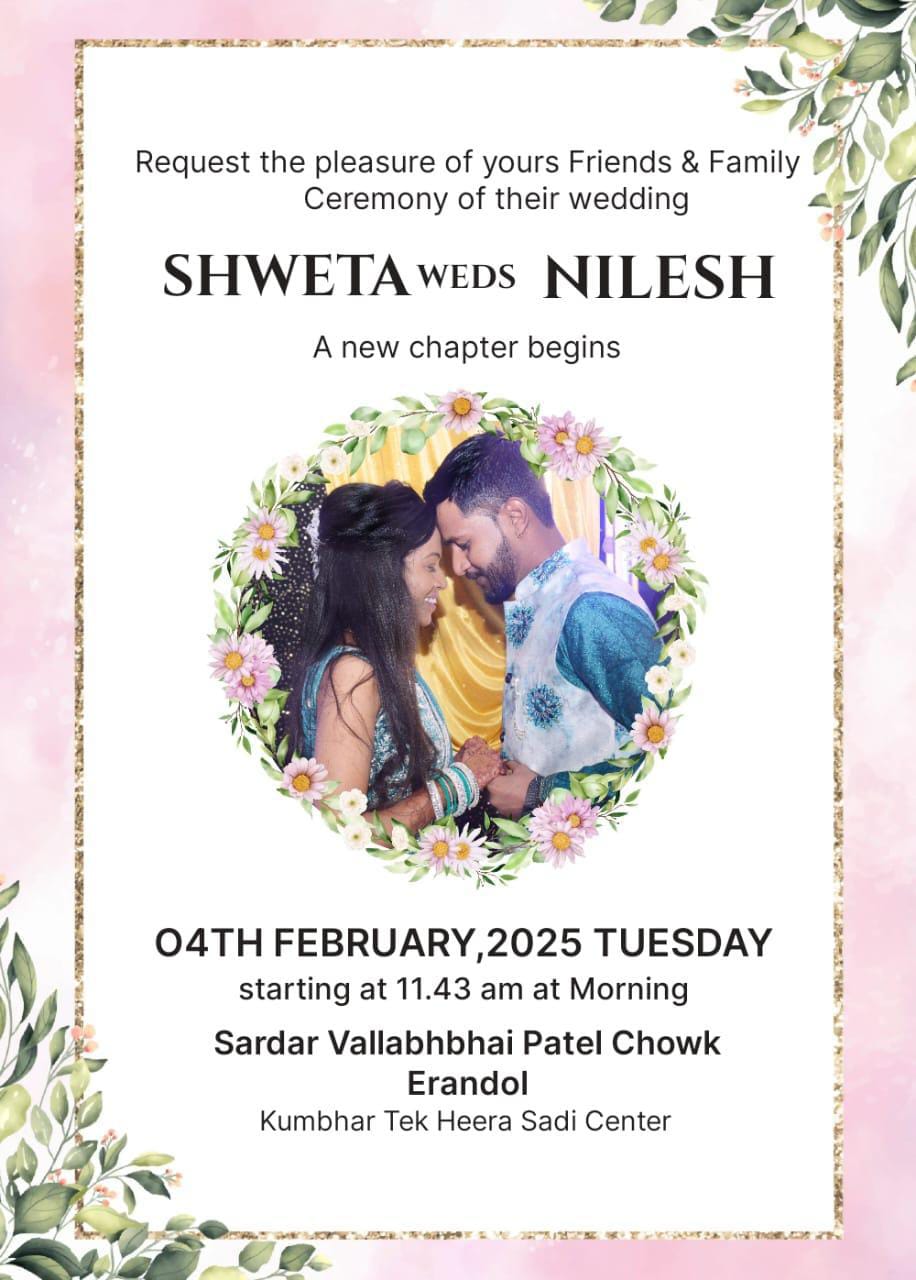 Request the pleasure of yours Friends & Family
Ceremony of their wedding
SHWETA WEDS NILESH
A new chapter begins
O4TH FEBRUARY,2025 TUESDAY
starting at 11.43 am at Morning
Sardar Vallabhbhai Patel Chowk
Erandol
Kumbhar Tek Heera Sadi Center